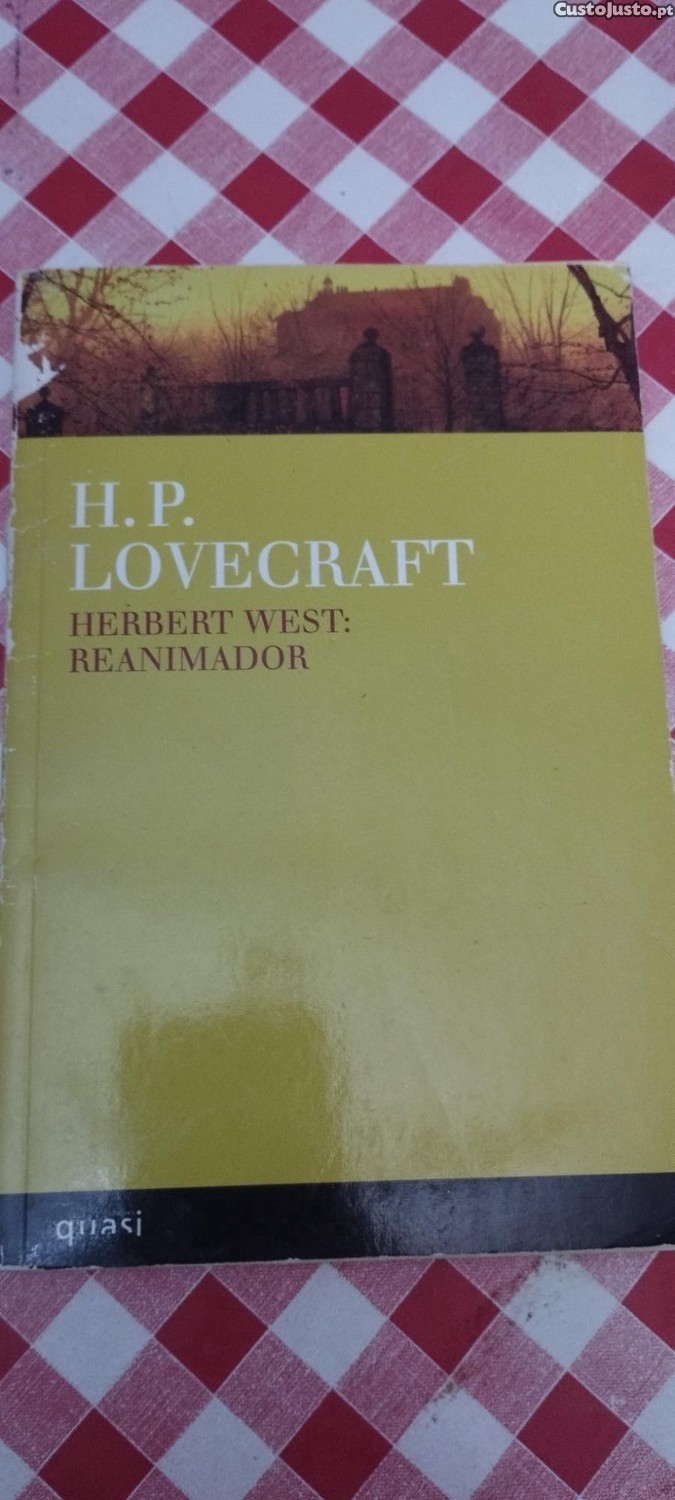 CustoJusto.pt
H. P.
LOVECRAFT
HERBERT WEST:
REANIMADOR
quasi